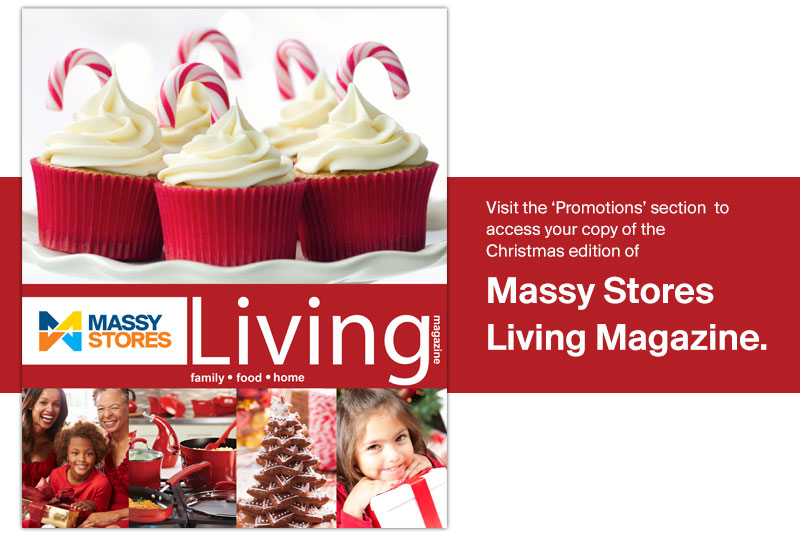 MASSY
STORES
Living
magazine
family • food • home
Visit the ‘Promotions’ section  to
access your copy of the
Christmas edition of
Massy Stores
Living Magazine.